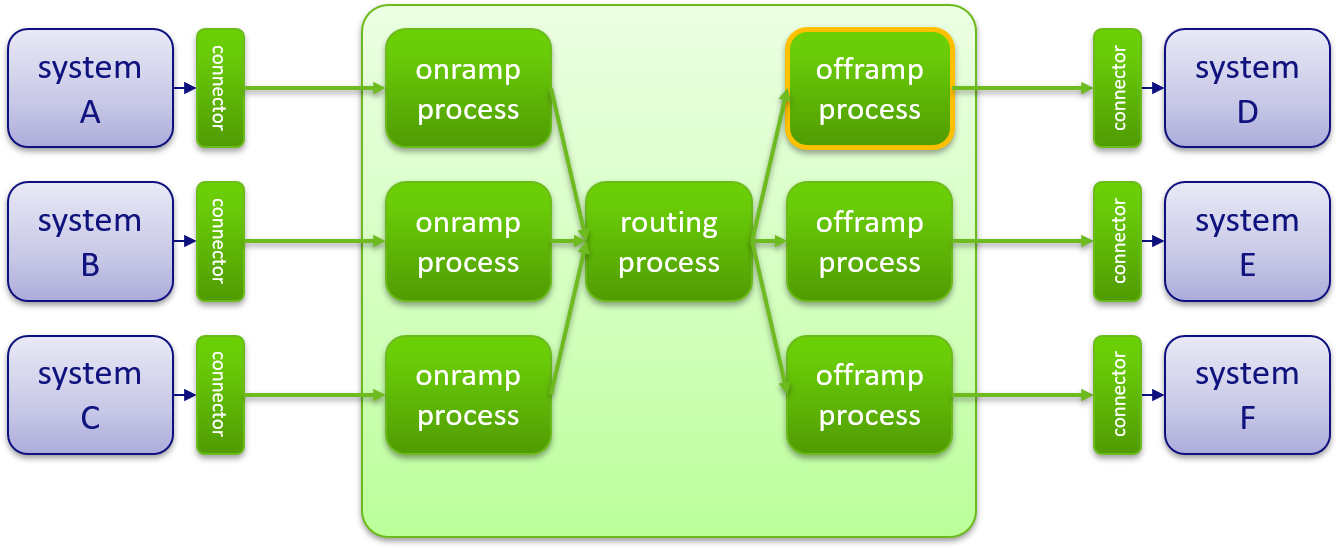 system
A
connector
onramp
process
offramp
process
connector
system
D
system
B
connector
onramp
process
routing
process
offramp
process
connector
system
E
system
C
connector
onramp
process
offramp
process
connector
system
F